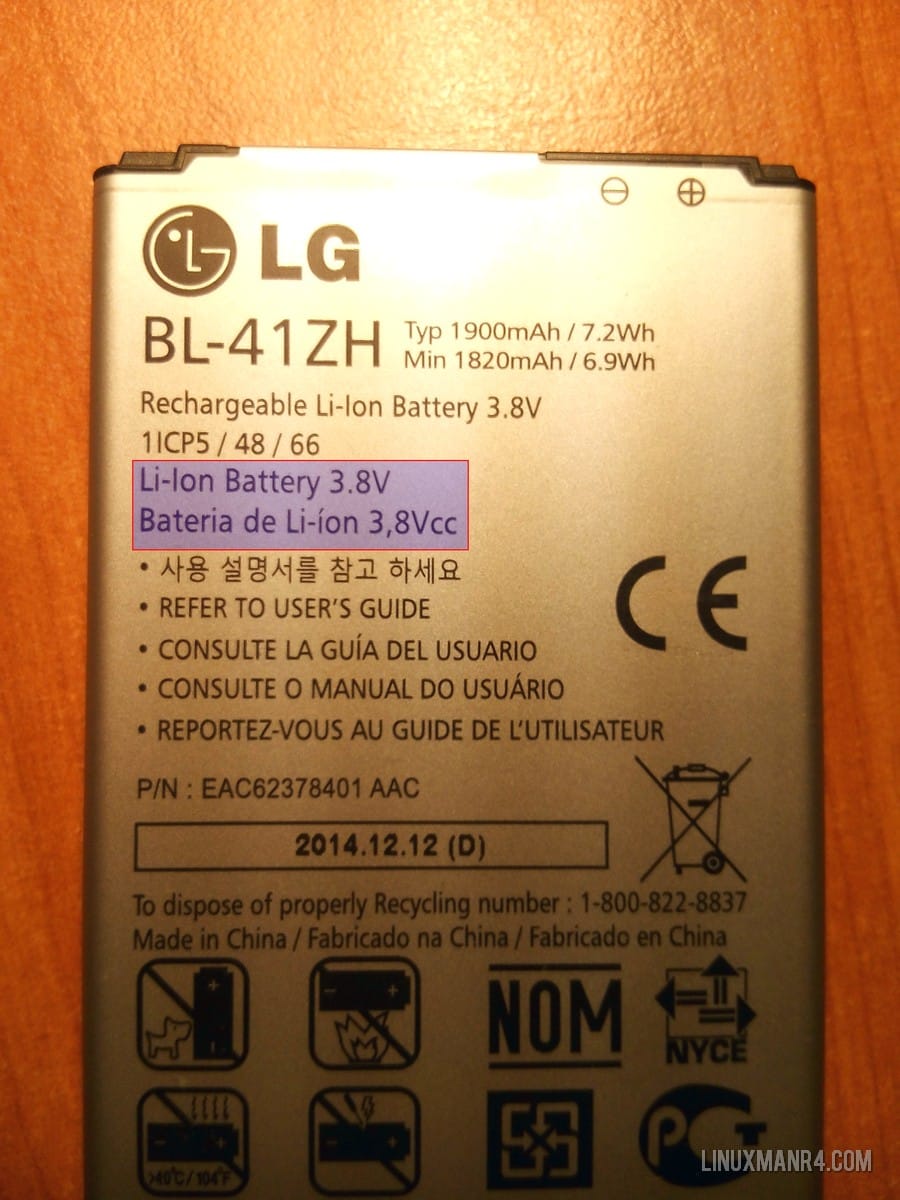 LG
BL-41ZH
Typ 1900mAh / 7.2Wh
Min 1820mAh / 6.9Wh
Rechargeable Li-Ion Battery 3.8V
1ICP5 / 48 / 66
Li-Ion Battery 3.8V
Bateria de Li-íon 3,8Vcc
• 사용 설명서를 참고 하세요
• REFER TO USER'S GUIDE
• CONSULTE LA GUÍA DEL USUARIO
• CONSULTE O MANUAL DO USUÁRIO
• REPORTEZ-VOUS AU GUIDE DE L'UTILISATEUR
CE
P/N : EAC62378401 AAC
2014.12.12 (D)
To dispose of properly Recycling number : 1-800-822-8837
Made in China / Fabricado na China / Fabricado en China
NOM
NYCE
>40°C / 104°F
PCT
LINUXMANR4.COM